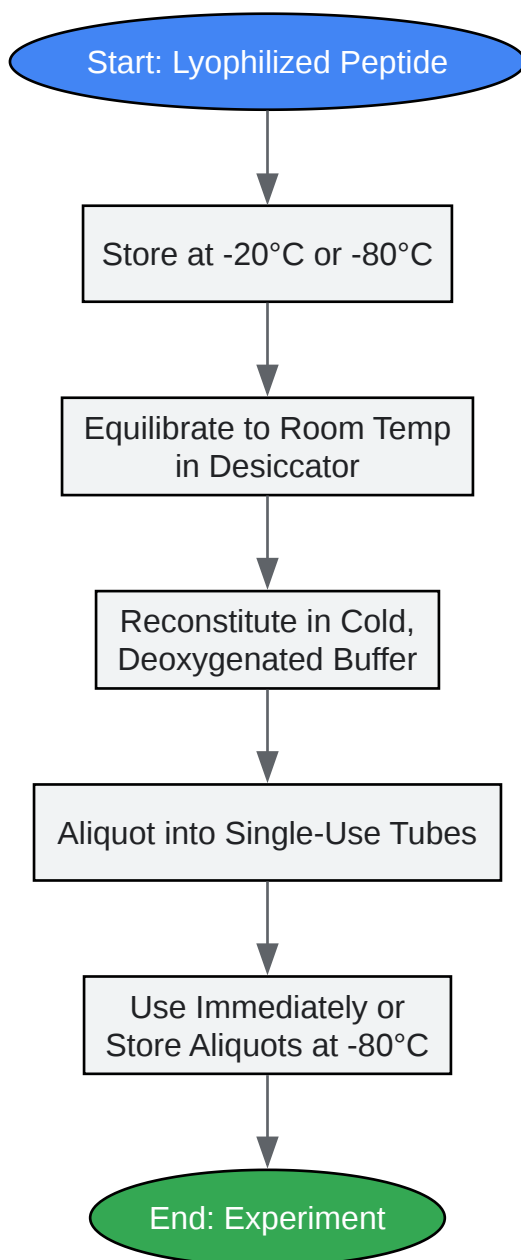 Start: Lyophilized Peptide
Store at -20°C or -80°C
Equilibrate to Room Temp
in Desiccator
Reconstitute in Cold,
Deoxygenated Buffer
Aliquot into Single-Use Tubes
Use Immediately or
Store Aliquots at -80°C
End: Experiment